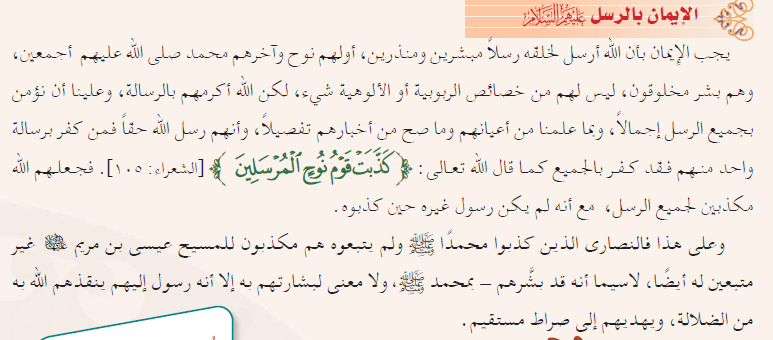 الإيمان بالرسل عَلَيْهِمُ السَّلَامُ
يجب الإيمان بأن الله أرسل لخلقه رسلاً مبشرين ومنذرين، أولهم نوح وآخرهم محمد صلى الله عليهم أجمعين،
وهم بشر مخلوقون، ليس لهم من خصائص الربوبية أو الألوهية شيء، لكن الله أكرمهم بالرسالة، وعلينا أن نؤمن
بجميع الرسل إجمالاً، وبما علمنا من أعيانهم وما صح من أخبارهم تفصيلاً، وأنهم رسل الله حقاً فمن كفر برسالة
واحد منهم فقد كفر بالجميع كما قال الله تعالى: ﴿كَذَّبَتْ قَوْمُ نُوحٍ الْمُرْسَلِينَ﴾ [الشعراء: ١٠٥]. فجعلهم الله
مكذبين لجميع الرسل، مع أنه لم يكن رسول غيره حين كذبوه.
وعلى هذا فالنصارى الذين كذبوا محمدًا ﷺ ولم يتبعوه هم مكذبون للمسيح عيسى بن مريم عليه السلام غير
متبعين له أيضًا، لاسيما أنه قد بشَّرهم – بمحمد ﷺ، ولا معنى لبشارتهم به إلا أنه رسول إليهم ينقذهم الله به
من الضلالة، ويهديهم إلى صراط مستقيم.